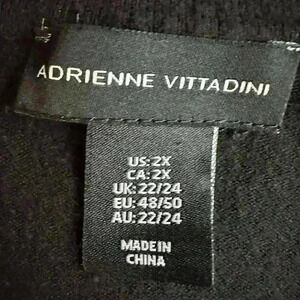 ADRIENNE VITTADINI
US: 2X
CA: 2X
UK: 22/24
EU: 48/50
AU: 22/24
MADE IN
CHINA